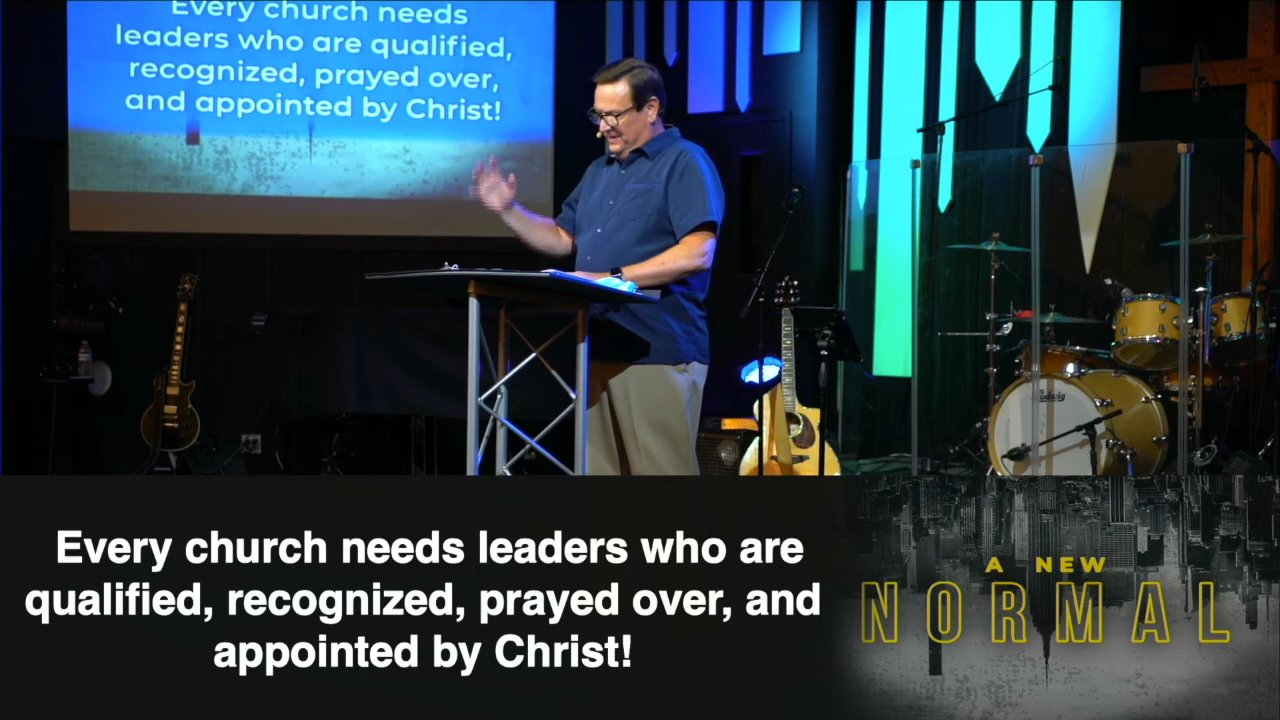 Every church needs
leaders who are qualified,
recognized, prayed over,
and appointed by Christ!
Ludwig
Every church needs leaders who are
qualified, recognized, prayed over, and
appointed by Christ!
A NEW
NORMAL